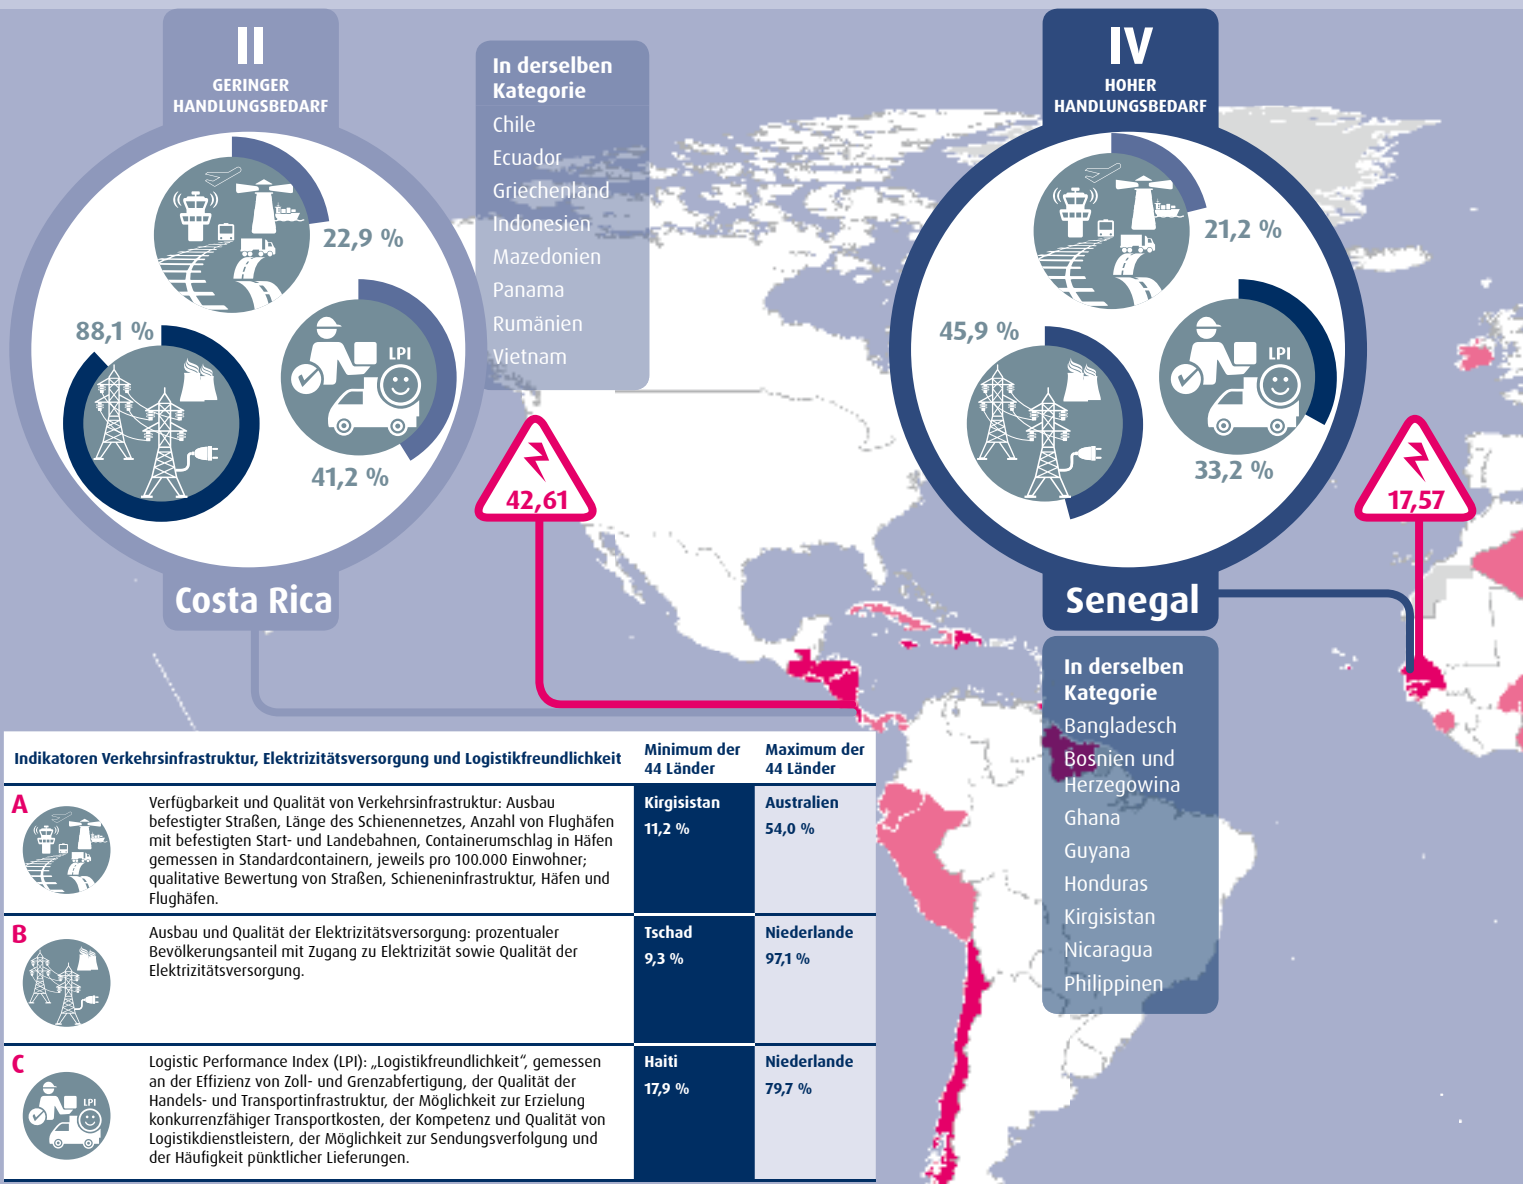 II
GERINGER
HANDLUNGSBEDARF
22,9 %
88,1 %
LPI
41,2 %
Costa Rica
In derselben
Kategorie
Chile
Ecuador
Griechenland
Indonesien
Mazedonien
Panama
Rumänien
Vietnam
42,61
IV
HOHER
HANDLUNGSBEDARF
21,2 %
45,9 %
LPI
33,2 %
Senegal
17,57
In derselben
Kategorie
Bangladesch
Bosnien und
Herzegowina
Ghana
Guyana
Honduras
Kirgisistan
Nicaragua
Philippinen
Indikatoren Verkehrsinfrastruktur, Elektrizitätsversorgung und Logistikfreundlichkeit
Minimum der
44 Länder
Maximum der
44 Länder
A
Verfügbarkeit und Qualität von Verkehrsinfrastruktur: Ausbau
befestigter Straßen, Länge des Schienennetzes, Anzahl von Flughäfen
mit befestigten Start- und Landebahnen, Containerumschlag in Häfen
gemessen in Standardcontainern, jeweils pro 100.000 Einwohner;
qualitative Bewertung von Straßen, Schieneninfrastruktur, Häfen und
Flughäfen.
Kirgisistan
11,2 %
Australien
54,0 %
B
Ausbau und Qualität der Elektrizitätsversorgung: prozentualer
Bevölkerungsanteil mit Zugang zu Elektrizität sowie Qualität der
Elektrizitätsversorgung.
Tschad
9,3 %
Niederlande
97,1 %
C
LPI
Logistic Performance Index (LPI): „Logistikfreundlichkeit“, gemessen
an der Effizienz von Zoll- und Grenzabfertigung, der Qualität der
Handels- und Transportinfrastruktur, der Möglichkeit zur Erzielung
konkurrenzfähiger Transportkosten, der Kompetenz und Qualität von
Logistikdienstleistern, der Möglichkeit zur Sendungsverfolgung und
der Häufigkeit pünktlicher Lieferungen.
Haiti
17,9 %
Niederlande
79,7 %